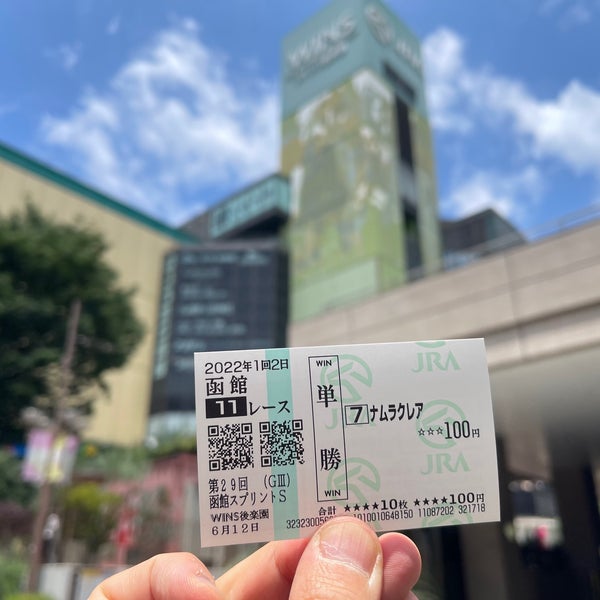 WINS
2022年1回2日
函館
11レース
第29回 (GⅢ)
函館スプリントS
WINS後楽園
6月12日
WIN
単勝
WIN
JRA
7 ナムラクレア
☆☆☆100円
JRA
合計 ★★★★10枚 ★★★★100円
10010648150 11087202 321718